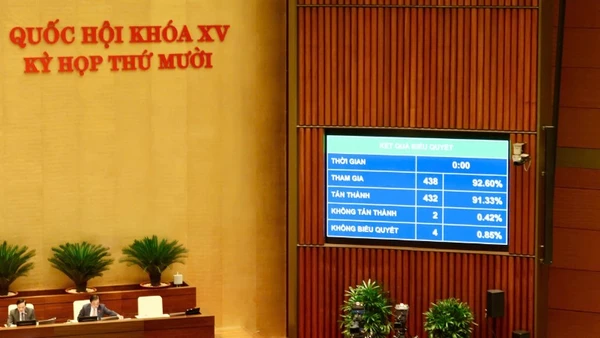 QUỐC HỘI KHÓA XV
KỲ HỌP THỨ MƯỜI
KẾT QUẢ BIỂU QUYẾT
THỜI GIAN 0:00
THAM GIA 438 92.60%
TÁN THÀNH 432 91.33%
KHÔNG TÁN THÀNH 2 0.42%
KHÔNG BIỂU QUYẾT 4 0.85%